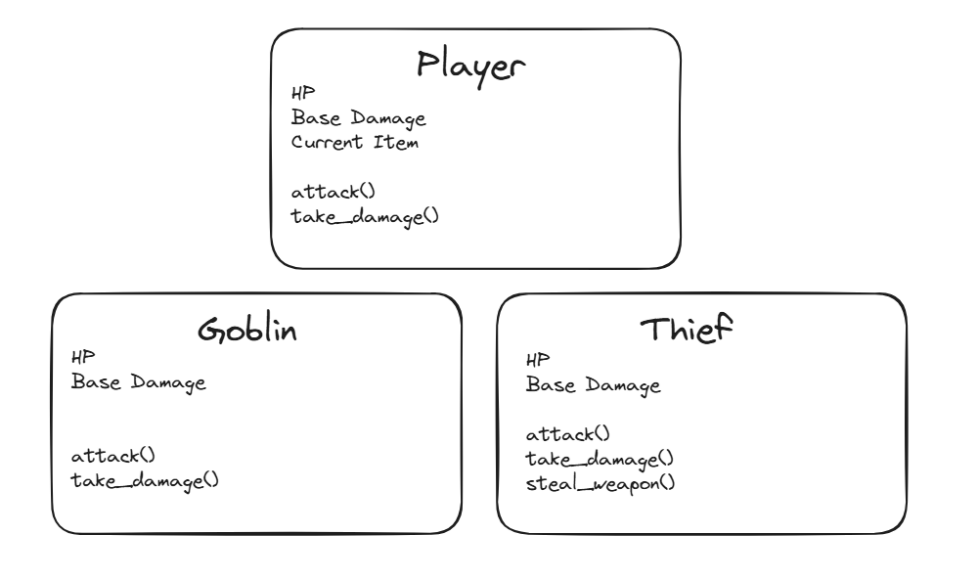 Player
HP
Base Damage
Current Item
attack()
take_damage()
Goblin
HP
Base Damage
attack()
take_damage()
Thief
HP
Base Damage
attack()
take_damage()
steal_weapon()